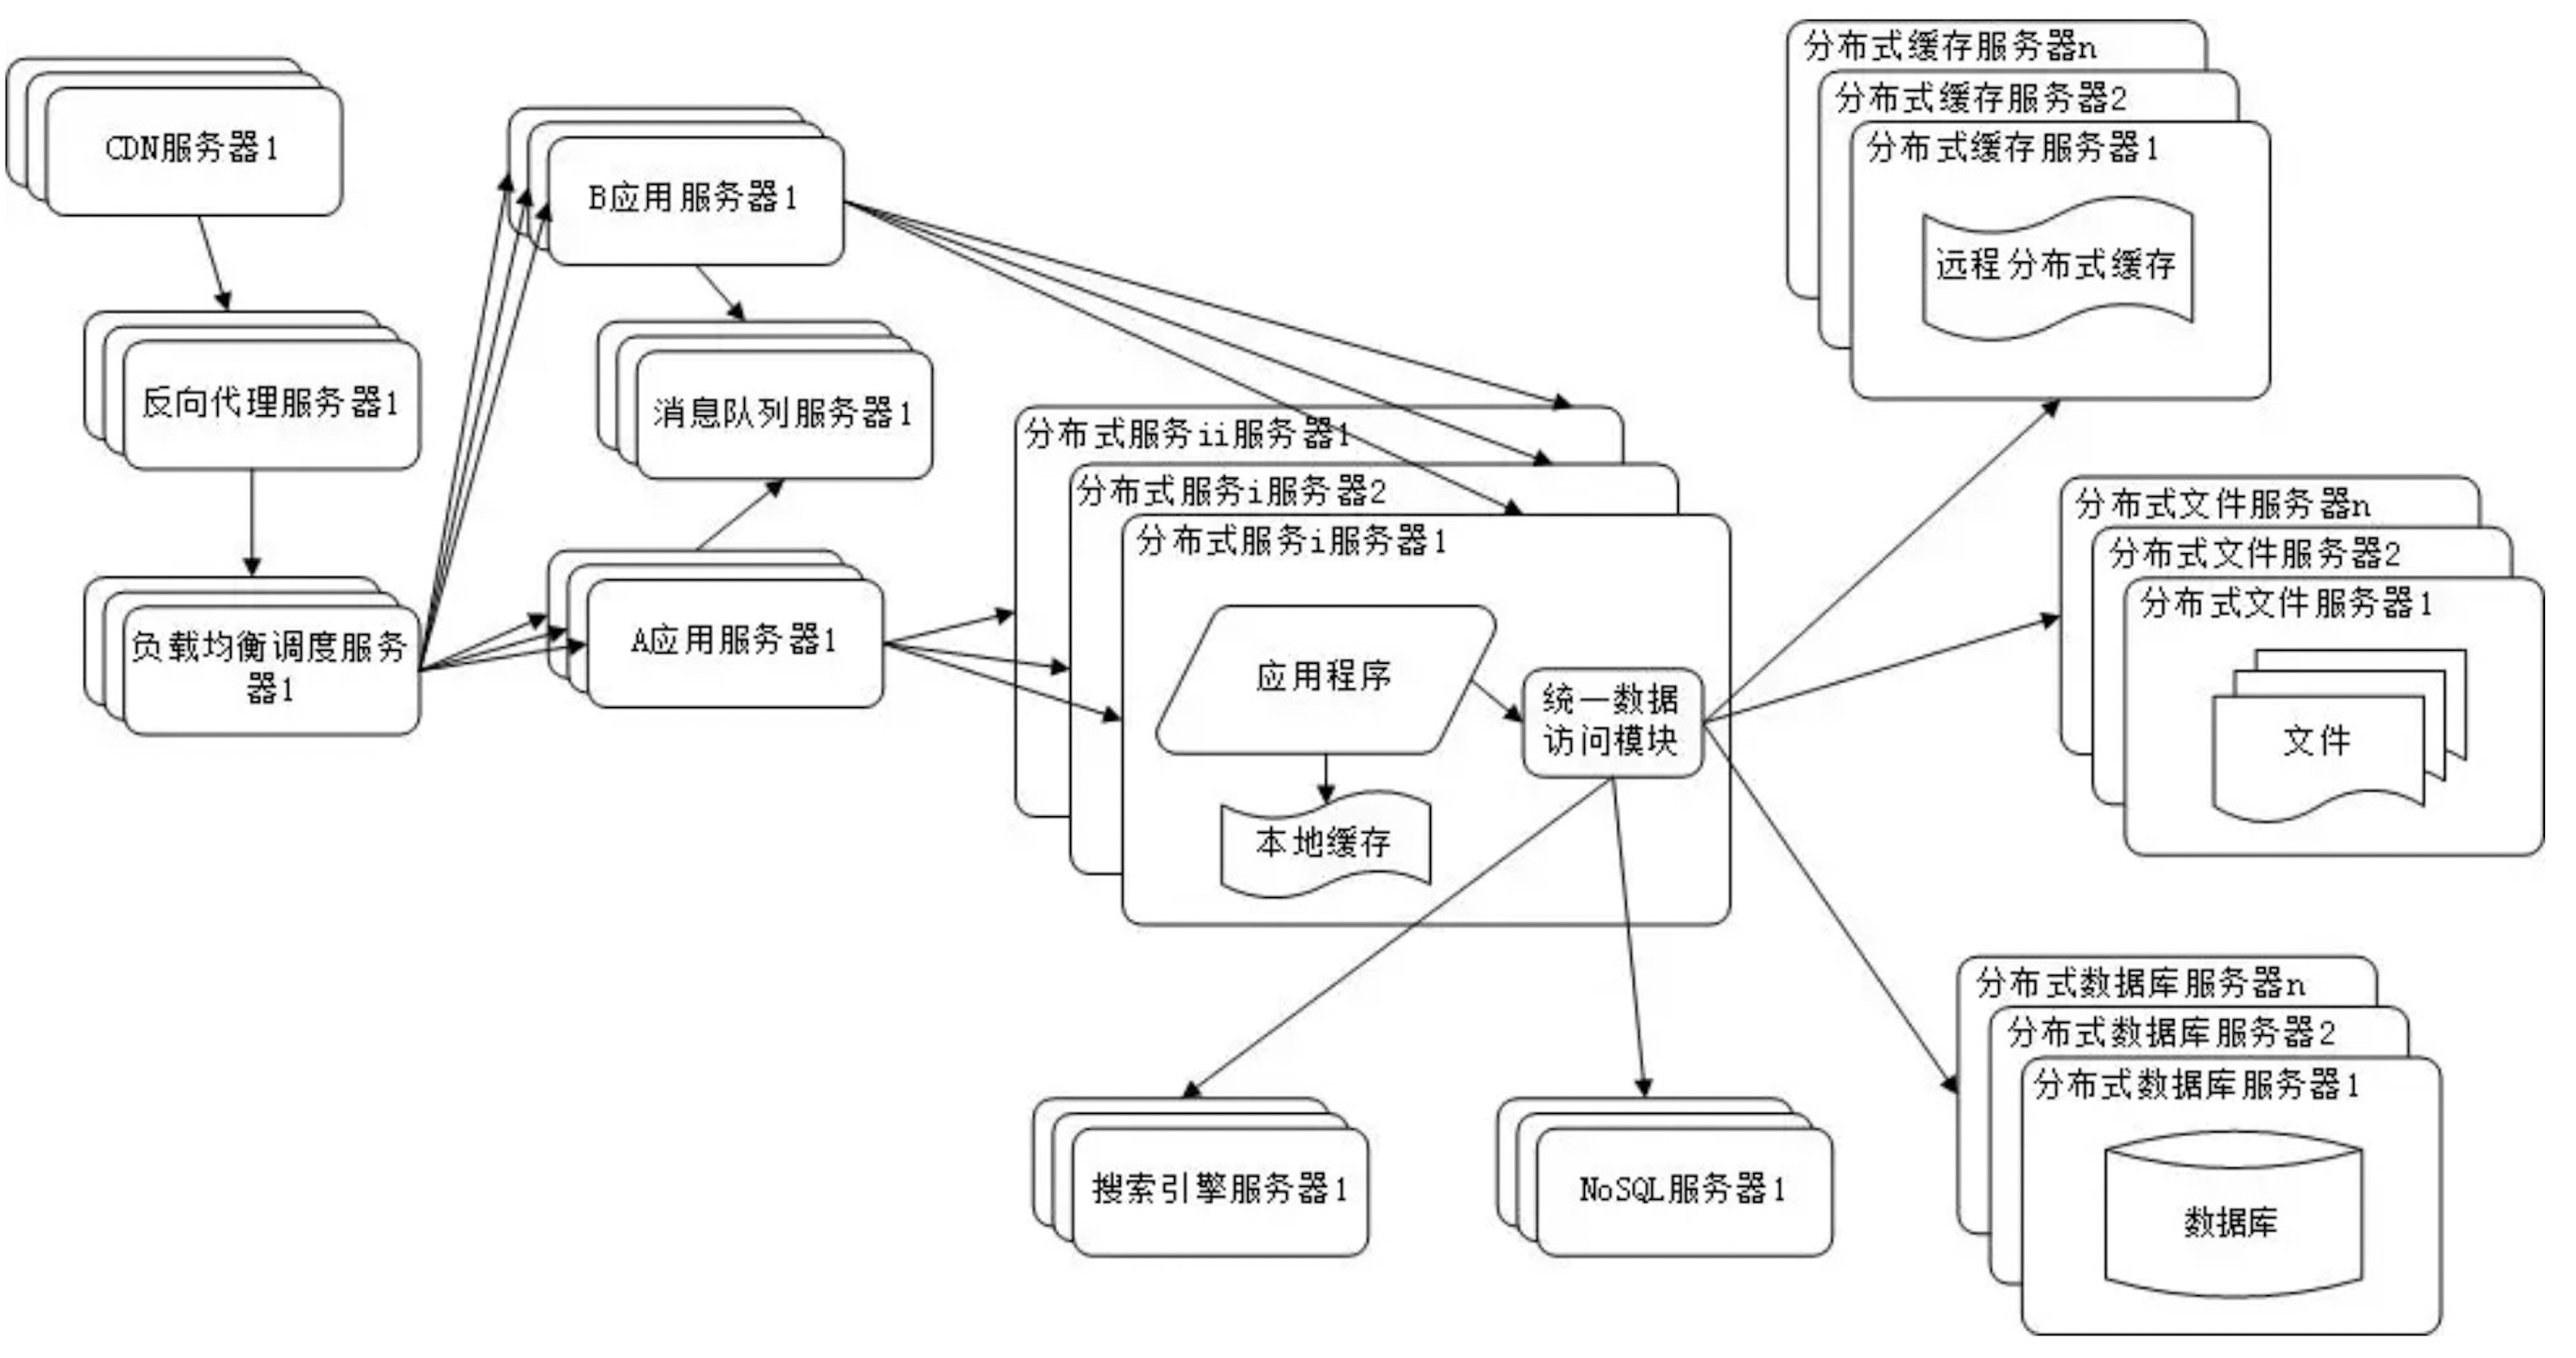 CDN服务器1
反向代理服务器1
负载均衡调度服务
器1
B应用服务器1
消息队列服务器1
A应用服务器1
分布式服务ii服务器1
分布式服务i服务器2
分布式服务i服务器1
应用程序
统一数据
访问模块
本地缓存
分布式缓存服务器n
分布式缓存服务器2
分布式缓存服务器1
远程分布式缓存
分布式文件服务器n
分布式文件服务器2
分布式文件服务器1
文件
分布式数据库服务器n
分布式数据库服务器2
分布式数据库服务器1
数据库
搜索引擎服务器1
NoSQL服务器1